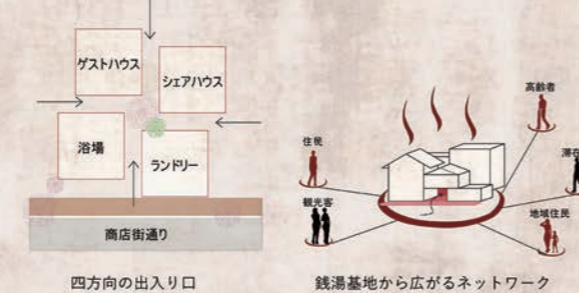 ゲストハウス
シェアハウス
浴場
ランドリー
商店街通り
四方向の出入り口
高齢者
住民
滞在
観光客
地域住民
銭湯基地から広がるネットワーク